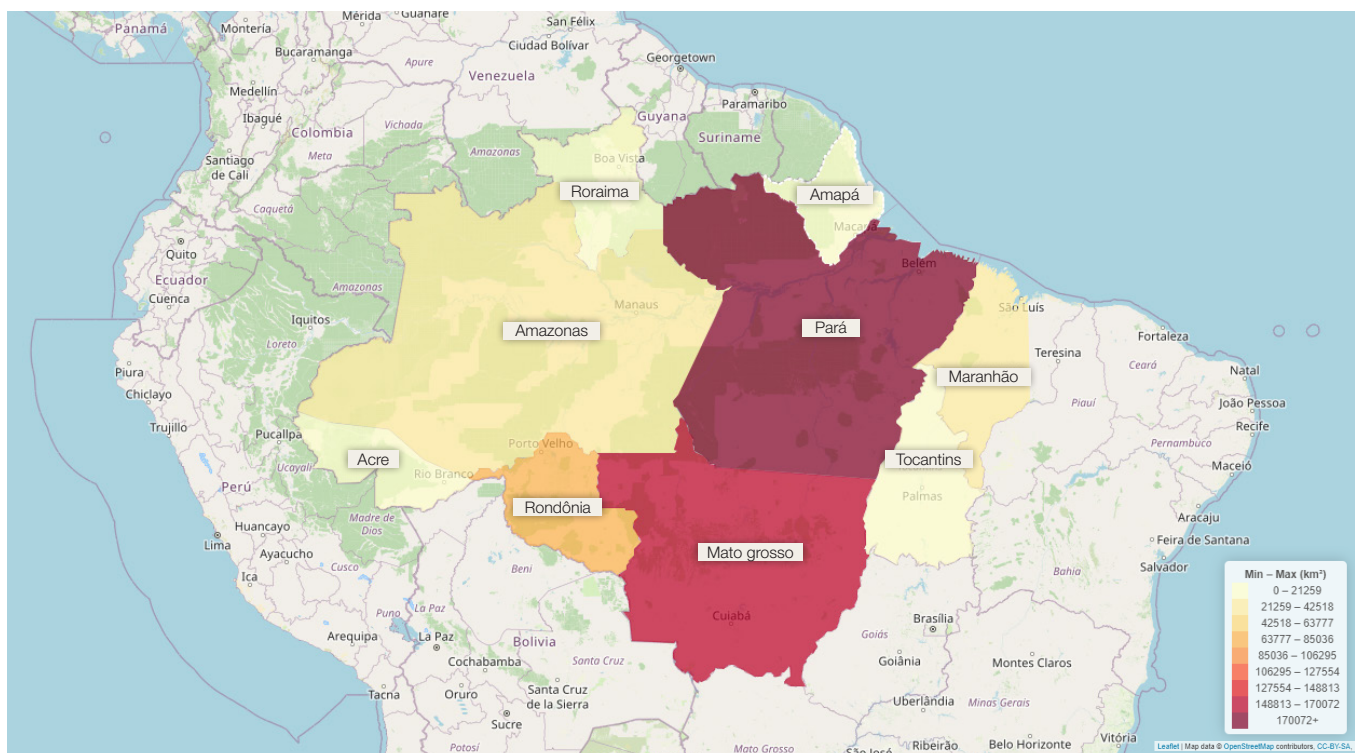 Mérida
Guanare
Panamá
Montería
San Félix
Ciudad Bolívar
Bucaramanga
Apure
Georgetown
Venezuela
Medellín
Paramaribo
Ibagué
Guyana
Colombia
Vichada
Suriname
Santiago
de Cali
Meta
Amazonas
Boa Vista
Roraima
Amapá
Caquetá
Macapá
Quito
Ecuador
Belém
Cuenca
Amazonas
Manaus
São Luís
Iquitos
Amazonas
Pará
Fortaleza
Loreto
Teresina
Ceará
Piura
Maranhão
Natal
Chiclayo
Piauí
João Pessoa
Trujillo
Recife
Pucallpa
Porto Velho
Pernambuco
Acre
Tocantins
Maceió
Ucayali
Rio Branco
Perú
Palmas
Rondônia
Aracaju
Huancayo
Madre de
Dios
Lima
Feira de Santana
Ayacucho
Mato grosso
Cusco
Beni
Salvador
Bahia
Ica
Min – Max (km²)
0 – 21259
21259 – 42518
42518 – 63777
63777 – 85036
85036 – 106295
106295 – 127554
127554 – 148813
148813 – 170072
170072+
Puno
La Paz
Cuiabá
Brasília
Arequipa
La Paz
Bolivia
Goiás
Cochabamba
Santa Cruz
Goiânia
Montes Claros
Tacna
Oruro
Santa Cruz
de la Sierra
Uberlândia
Minas Gerais
Sucre
Potosí
São José
Ribeirão
Belo Horizonte
Vitória
Leaflet | Map data © OpenStreetMap contributors, CC-BY-SA